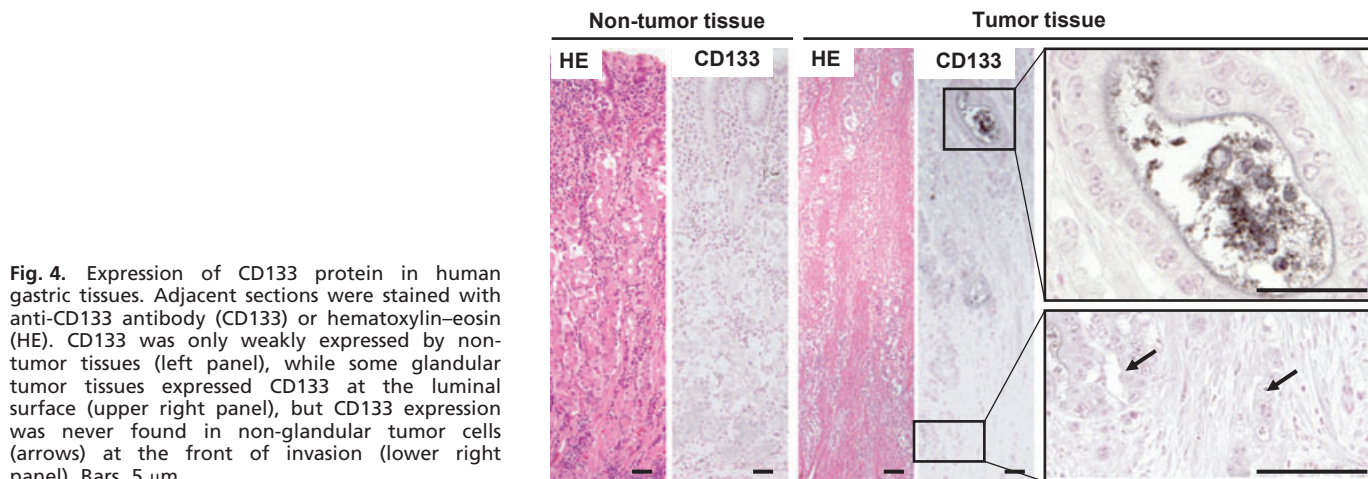 Non-tumor tissue
Tumor tissue
HE
CD133
HE
CD133
Fig. 4. Expression of CD133 protein in human
gastric tissues. Adjacent sections were stained with
anti-CD133 antibody (CD133) or hematoxylin–eosin
(HE). CD133 was only weakly expressed by non-
tumor tissues (left panel), while some glandular
tumor tissues expressed CD133 at the luminal
surface (upper right panel), but CD133 expression
was never found in non-glandular tumor cells
(arrows) at the front of invasion (lower right
panel). Bars, 5 μm.